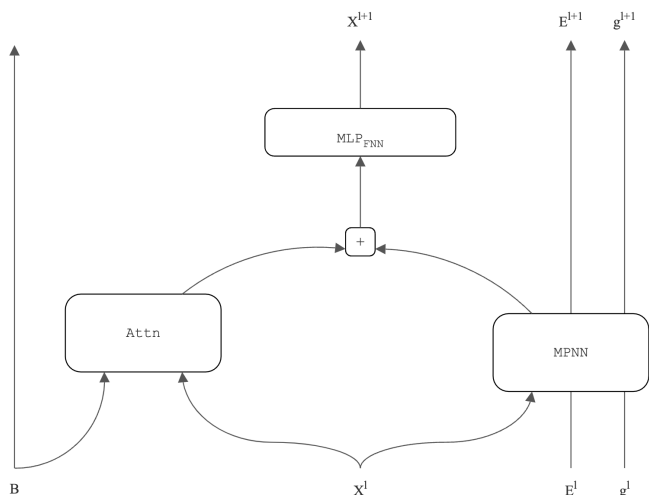 X^{l+1} E^{l+1} g^{l+1}
MLP_{FNN}
+
Attn
MPNN
B X^l E^l g^l